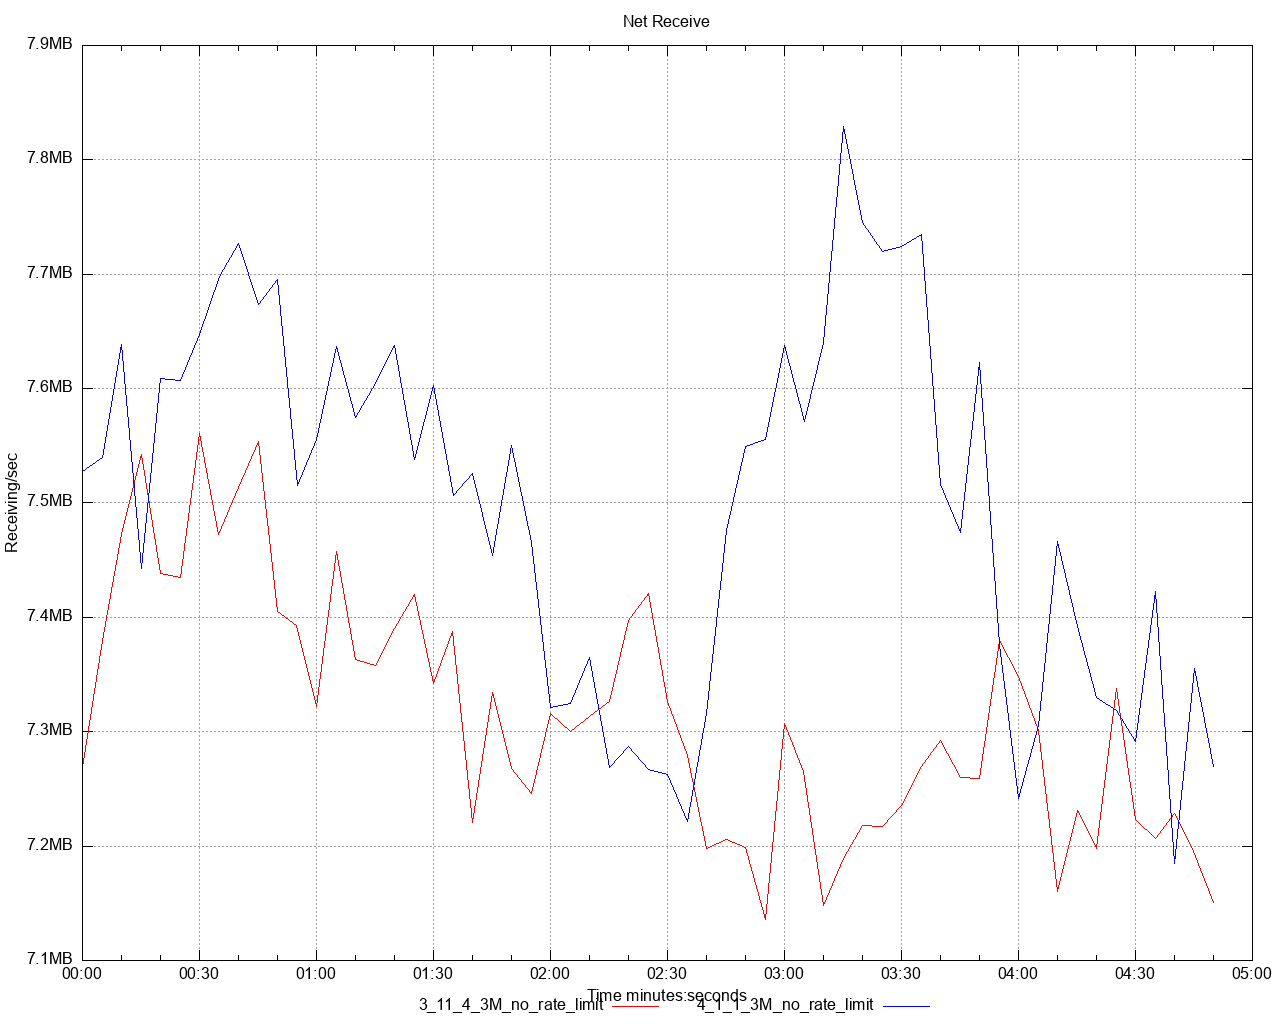 Net Receive
7.9MB
7.8MB
7.7MB
7.6MB
7.5MB
7.4MB
7.3MB
7.2MB
7.1MB
Receiving/sec
00:00 00:30 01:00 01:30 02:00 02:30 03:00 03:30 04:00 04:30 05:00
Time minutes:seconds
3_11_4_3M_no_rate_limit 4_1_1_3M_no_rate_limit